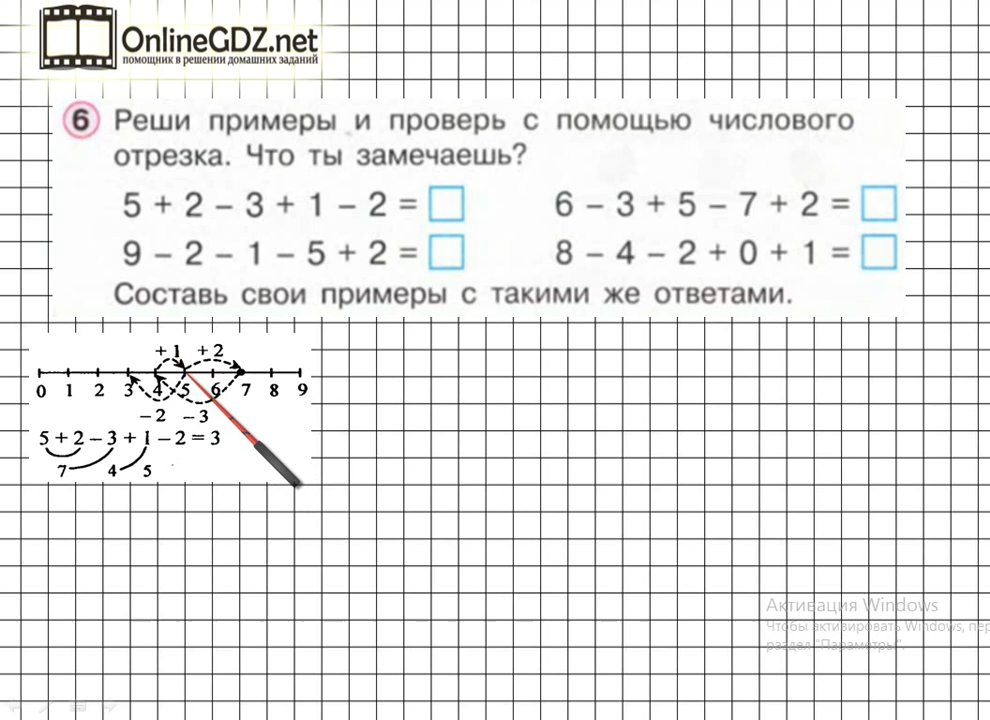 OnlineGDZ.net
помощник в решении домашних заданий
6 Реши примеры и проверь с помощью числового
отрезка. Что ты замечаешь?
5 + 2 − 3 + 1 − 2 =
6 − 3 + 5 − 7 + 2 =
9 − 2 − 1 − 5 + 2 =
8 − 4 − 2 + 0 + 1 =
Составь свои примеры с такими же ответами.
+ 1 + 2
0 1 2 3 4 5 6 7 8 9
− 2 − 3
5 + 2 − 3 + 1 − 2 = 3
7 4 5
Активация Windows
Чтобы активировать Windows, пер
раздел "Параметры".